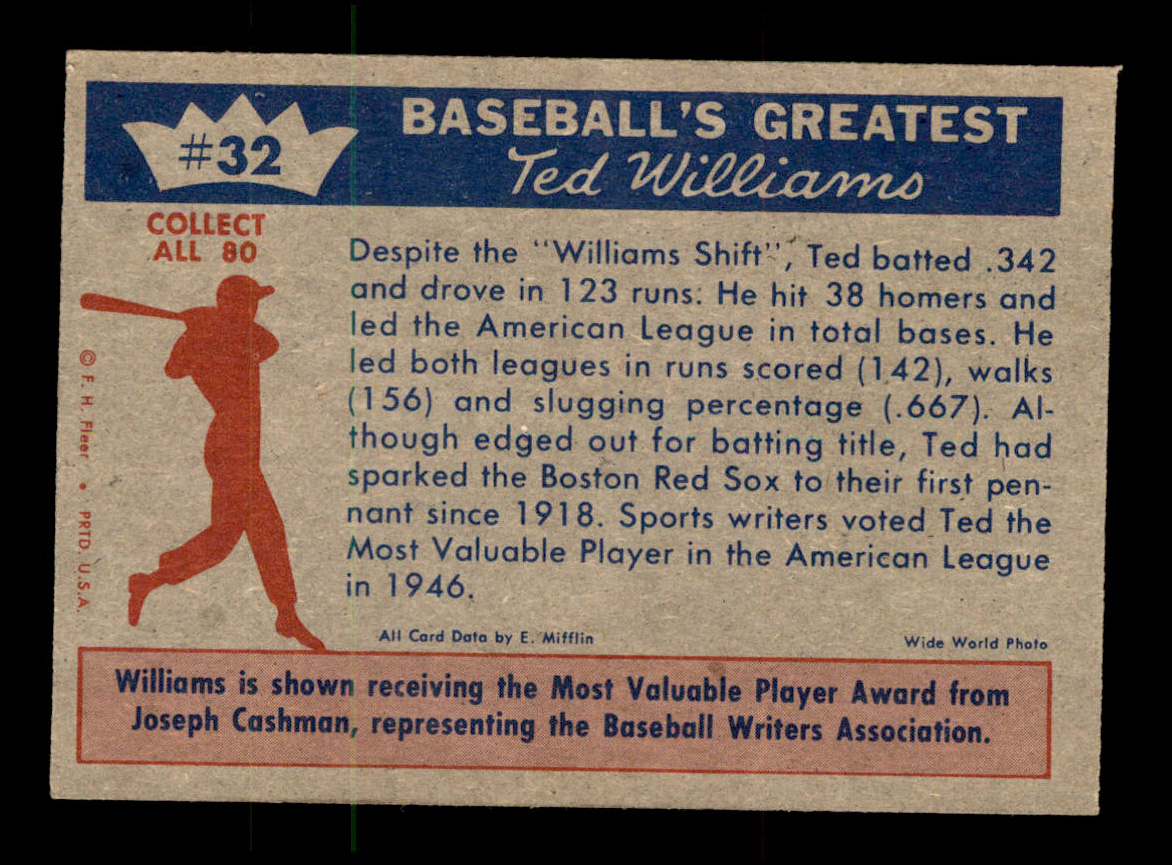 #32
BASEBALL'S GREATEST
Ted Williams
COLLECT
ALL 80
Despite the "Williams Shift", Ted batted .342
and drove in 123 runs. He hit 38 homers and
led the American League in total bases. He
led both leagues in runs scored (142), walks
(156) and slugging percentage (.667). Al-
though edged out for batting title, Ted had
sparked the Boston Red Sox to their first pen-
nant since 1918. Sports writers voted Ted the
Most Valuable Player in the American League
in 1946.
© F. H. Fleer • PRTD. U.S.A.
All Card Data by E. Mifflin
Wide World Photo
Williams is shown receiving the Most Valuable Player Award from
Joseph Cashman, representing the Baseball Writers Association.